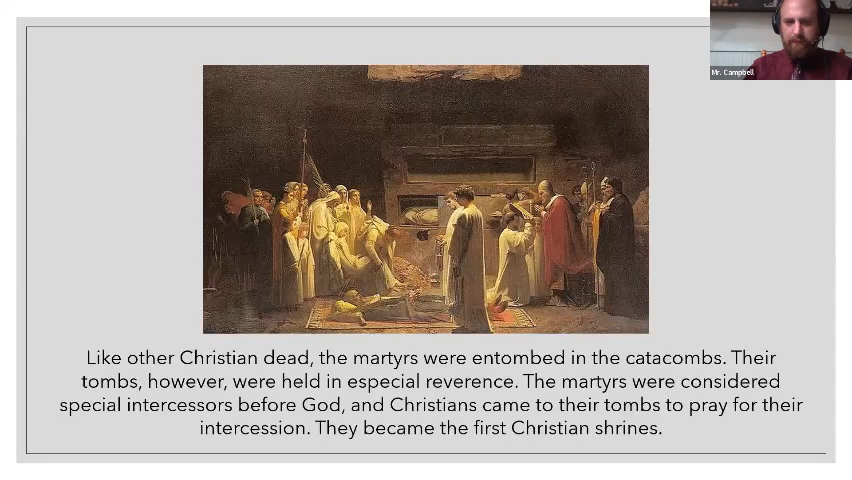 Mr. Campbell
Like other Christian dead, the martyrs were entombed in the catacombs. Their
tombs, however, were held in especial reverence. The martyrs were considered
special intercessors before God, and Christians came to their tombs to pray for their
intercession. They became the first Christian shrines.